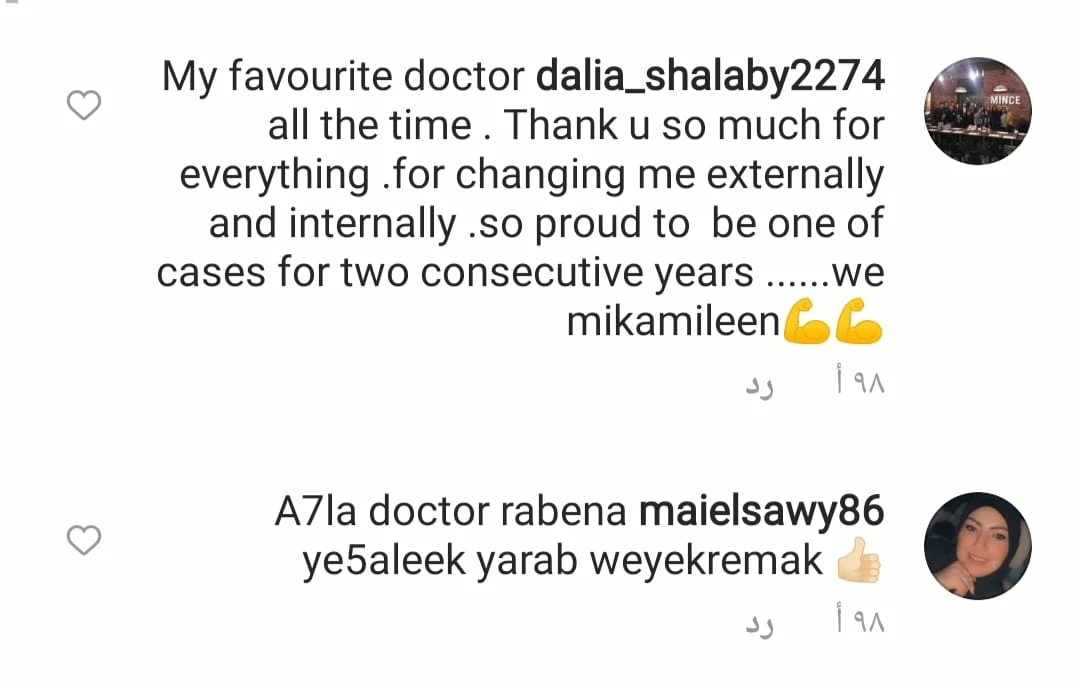 My favourite doctor dalia_shalaby2274
all the time . Thank u so much for
everything .for changing me externally
and internally .so proud to be one of
cases for two consecutive years ......we
mikamileen💪💪
٩٨ أ رد
MINCE
A7la doctor rabena maielsawy86
ye5aleek yarab weyekremak 👍🏻
٩٨ أ رد